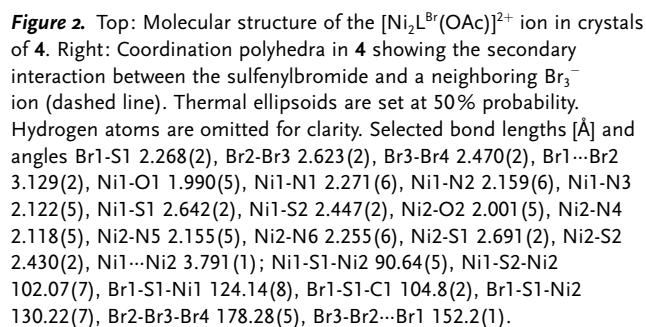 Figure 2. Top: Molecular structure of the [Ni₂Lᴮʳ(OAc)]²⁺ ion in crystals
of 4. Right: Coordination polyhedra in 4 showing the secondary
interaction between the sulfenylbromide and a neighboring Br₃⁻
ion (dashed line). Thermal ellipsoids are set at 50% probability.
Hydrogen atoms are omitted for clarity. Selected bond lengths [Å] and
angles Br1-S1 2.268(2), Br2-Br3 2.623(2), Br3-Br4 2.470(2), Br1···Br2
3.129(2), Ni1-O1 1.990(5), Ni1-N1 2.271(6), Ni1-N2 2.159(6), Ni1-N3
2.122(5), Ni1-S1 2.642(2), Ni1-S2 2.447(2), Ni2-O2 2.001(5), Ni2-N4
2.118(5), Ni2-N5 2.155(5), Ni2-N6 2.255(6), Ni2-S1 2.691(2), Ni2-S2
2.430(2), Ni1···Ni2 3.791(1); Ni1-S1-Ni2 90.64(5), Ni1-S2-Ni2
102.07(7), Br1-S1-Ni1 124.14(8), Br1-S1-C1 104.8(2), Br1-S1-Ni2
130.22(7), Br2-Br3-Br4 178.28(5), Br3-Br2···Br1 152.2(1).